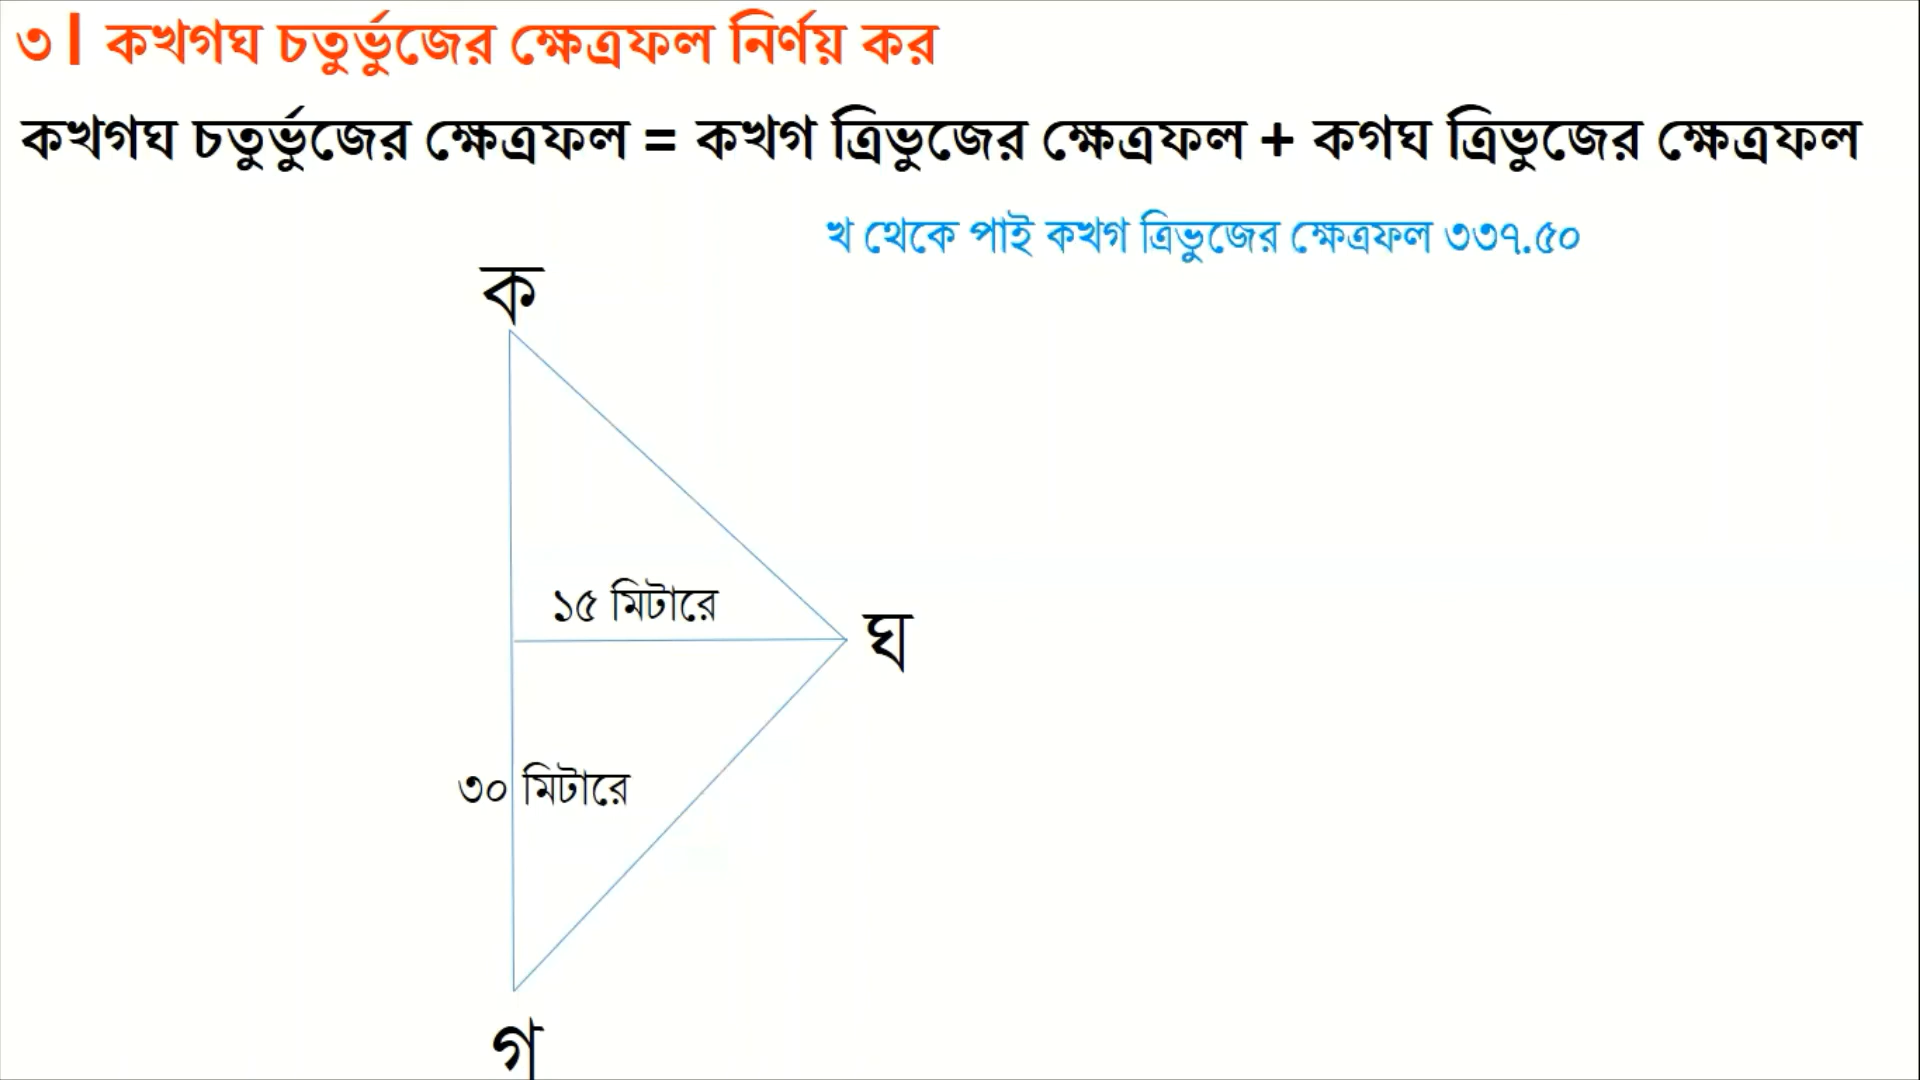 ৩। কখগঘ চতুর্ভুজের ক্ষেত্রফল নির্ণয় কর
কখগঘ চতুর্ভুজের ক্ষেত্রফল = কখগ ত্রিভুজের ক্ষেত্রফল + কগঘ ত্রিভুজের ক্ষেত্রফল
খ থেকে পাই কখগ ত্রিভুজের ক্ষেত্রফল ৩৩৭.৫০
ক
১৫ মিটারে
ঘ
৩০ মিটারে
গ